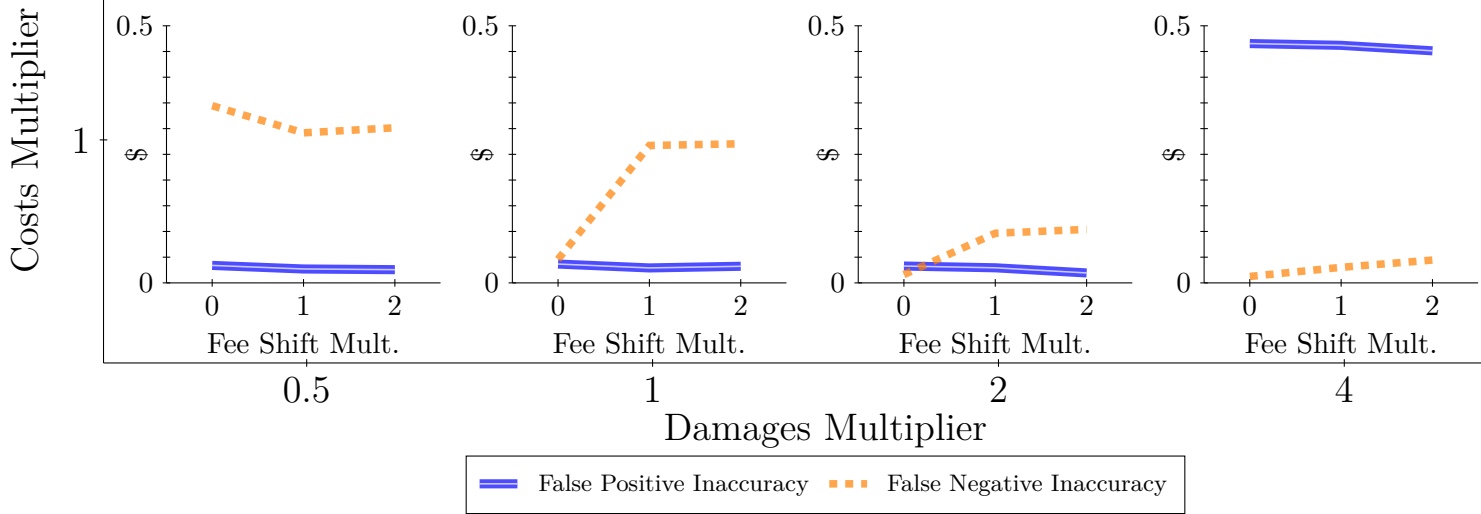 Costs Multiplier
1
0.5
$
0
0 1 2
Fee Shift Mult.
0.5
$
0
0 1 2
Fee Shift Mult.
0.5
$
0
0 1 2
Fee Shift Mult.
0.5
$
0
0 1 2
Fee Shift Mult.
0.5 1 2 4
Damages Multiplier
False Positive Inaccuracy False Negative Inaccuracy